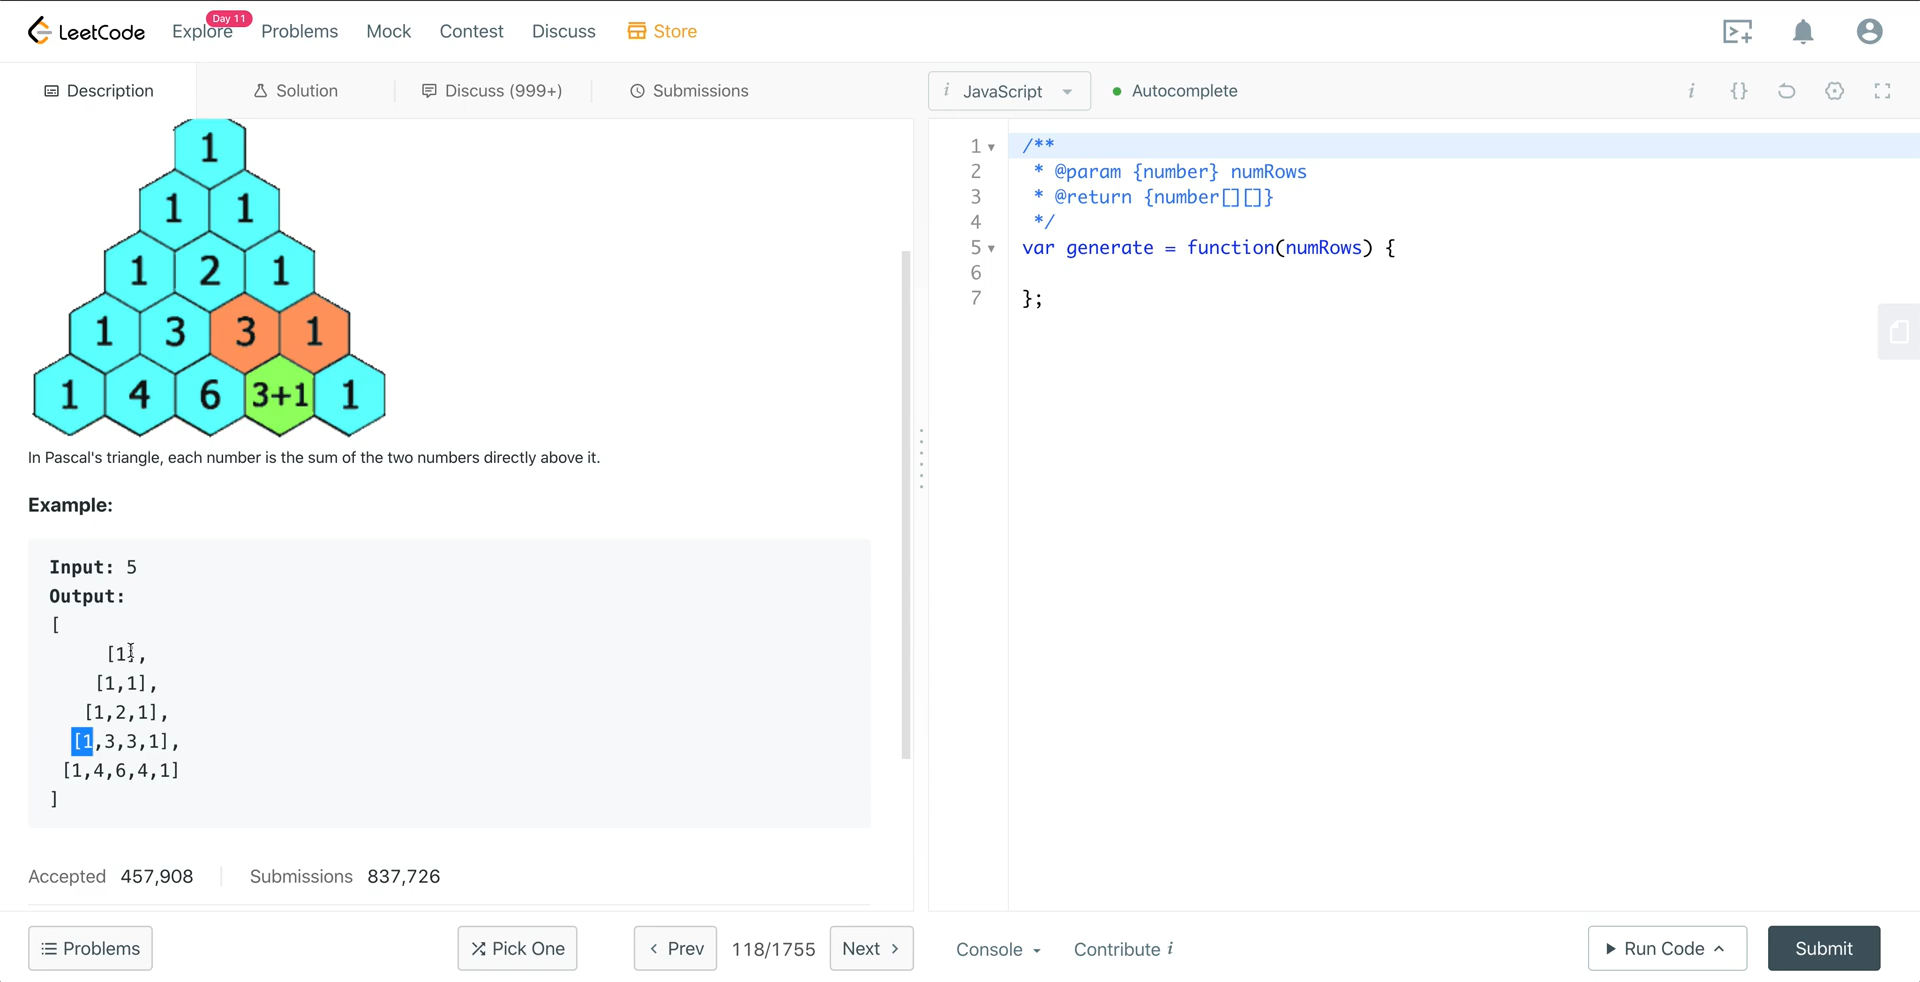 LeetCode Explore Day 11 Problems Mock Contest Discuss Store
Description Solution Discuss (999+) Submissions
i JavaScript Autocomplete i {}
1
1 1
1 2 1
1 3 3 1
1 4 6 3+1 1
In Pascal's triangle, each number is the sum of the two numbers directly above it.
Example:
Input: 5
Output:
[
[1],
[1,1],
[1,2,1],
[1,3,3,1],
[1,4,6,4,1]
]
Accepted 457,908 Submissions 837,726
1 /**
2 * @param {number} numRows
3 * @return {number[][]}
4 */
5 var generate = function(numRows) {
6
7 };
Problems Pick One < Prev 118/1755 Next > Console Contribute i Run Code Submit